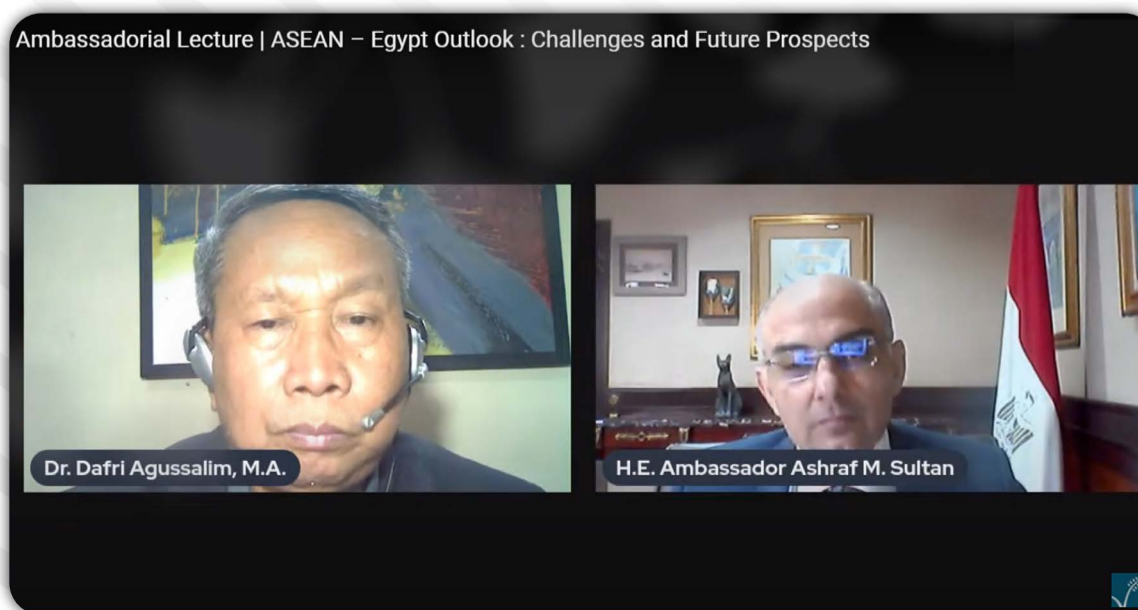 Ambassadorial Lecture | ASEAN – Egypt Outlook : Challenges and Future Prospects
Dr. Dafri Agussalim, M.A.
H.E. Ambassador Ashraf M. Sultan